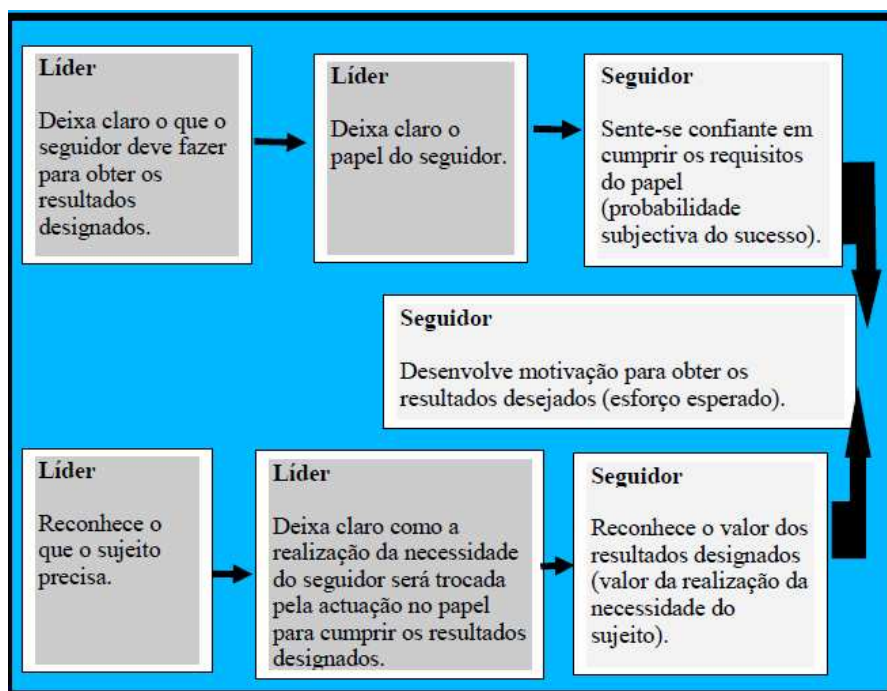 Líder
Deixa claro o que o
seguidor deve fazer
para obter os
resultados
designados.
Líder
Deixa claro o
papel do seguidor.
Seguidor
Sente-se confiante em
cumprir os requisitos
do papel
(probabilidade
subjectiva do sucesso).
Seguidor
Desenvolve motivação para obter os
resultados desejados (esforço esperado).
Líder
Reconhece o
que o sujeito
precisa.
Líder
Deixa claro como a
realização da necessidade
do seguidor será trocada
pela actuação no papel
para cumprir os resultados
designados.
Seguidor
Reconhece o valor dos
resultados designados
(valor da realização da
necessidade do
sujeito).